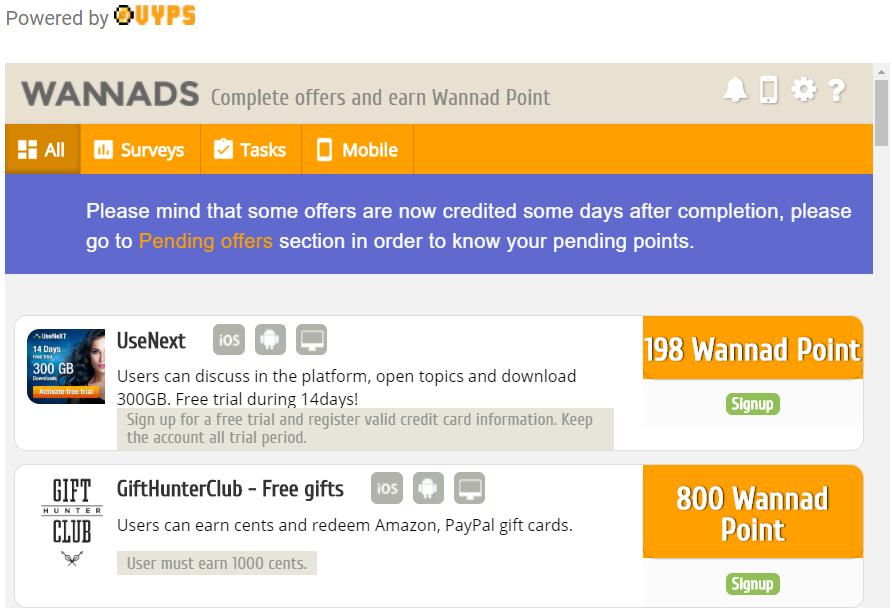 Powered by VYPS
WANNADS Complete offers and earn Wannad Point
?
All Surveys Tasks Mobile
Please mind that some offers are now credited some days after completion, please
go to Pending offers section in order to know your pending points.
UseNeXT
14 Days
Free Trial
300 GB
Downloads
Activate free trial
UseNext iOS
Users can discuss in the platform, open topics and download
300GB. Free trial during 14days!
Sign up for a free trial and register valid credit card information. Keep
the account all trial period.
198 Wannad Point
Signup
GIFT
HUNTER
CLUB
GiftHunterClub - Free gifts iOS
Users can earn cents and redeem Amazon, PayPal gift cards.
User must earn 1000 cents.
800 Wannad
Point
Signup